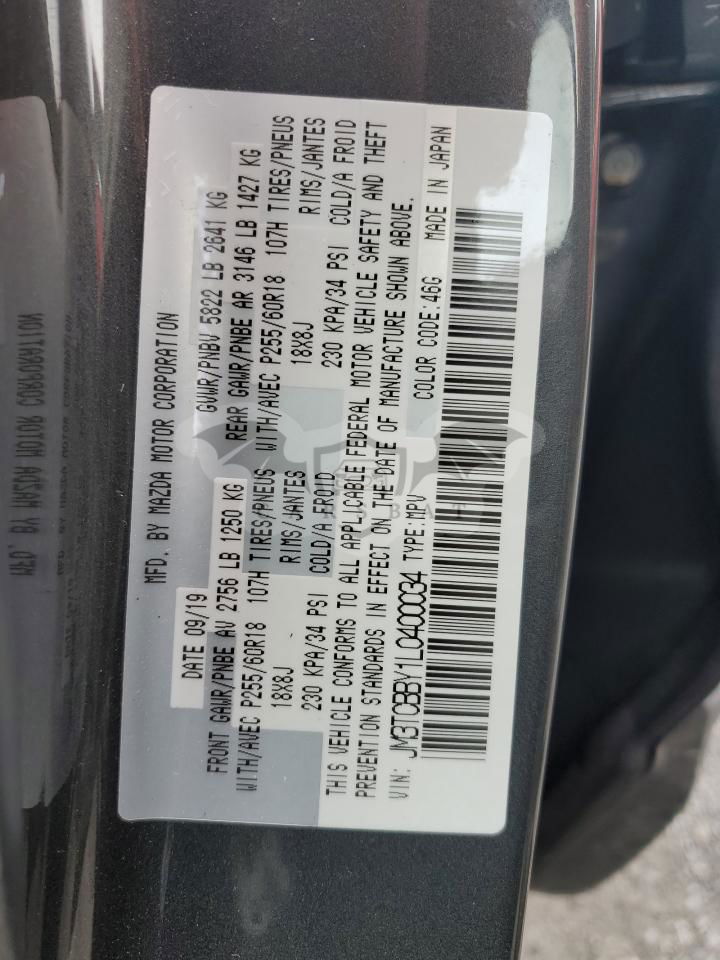 MFD. BY MAZDA MOTOR CORPORATION
DATE 09/19 GVWR/PNBV 5822 LB 2641 KG
FRONT GAWR/PNBE AV 2756 LB 1250 KG REAR GAWR/PNBE AR 3146 LB 1427 KG
WITH/AVEC P255/60R18 107H TIRES/PNEUS WITH/AVEC P255/60R18 107H TIRES/PNEUS
18X8J RIMS/JANTES 18X8J RIMS/JANTES
230 KPA/34 PSI COLD/A FROID 230 KPA/34 PSI COLD/A FROID
THIS VEHICLE CONFORMS TO ALL APPLICABLE FEDERAL MOTOR VEHICLE SAFETY AND THEFT
PREVENTION STANDARDS IN EFFECT ON THE DATE OF MANUFACTURE SHOWN ABOVE.
VIN: JM3TCBBY1L0400034 TYPE:MPV COLOR CODE:46G MADE IN JAPAN